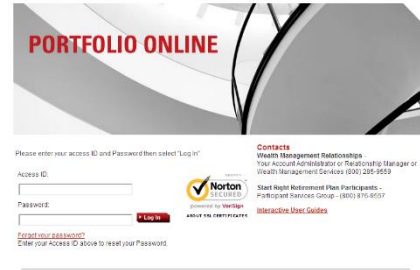 PORTFOLIO ONLINE
Please enter your access ID and Password then select "Log In"
Access ID:
Password:
Log In
Forgot your password?
Enter your Access ID above to reset your Password.
Norton
SECURED
powered by VeriSign
ABOUT SSL CERTIFICATES
Contacts
Wealth Management Relationships -
Your Account Administrator or Relationship Manager or
Wealth Management Services (800) 285-8559
Start Right Retirement Plan Participants -
Participant Services Group - (800) 876-8557
Interactive User Guides